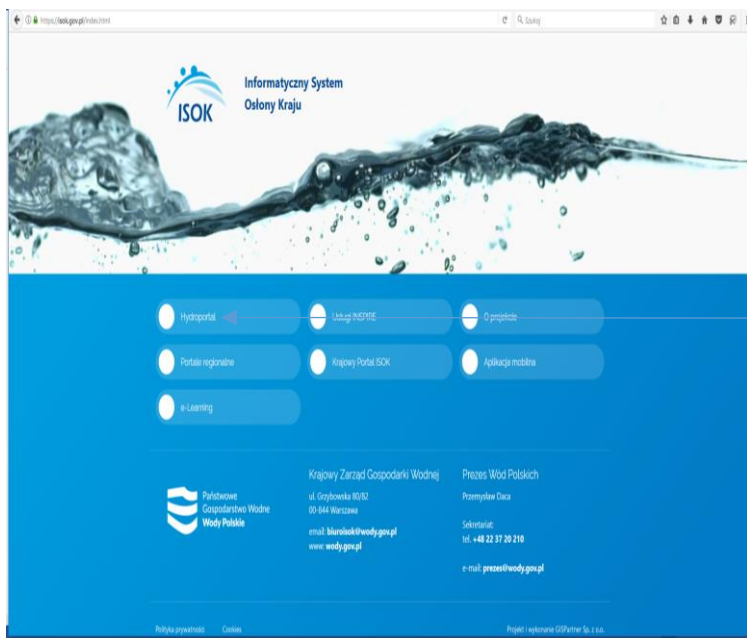 https://isok.gov.pl/index.html
Szukaj
ISOK
Informatyczny System
Osłony Kraju
Hydroportal
Usługi INSPIRE
O projekcie
Portale regionalne
Krajowy Portal ISOK
Aplikacja mobilna
e-Learning
Państwowe
Gospodarstwo Wodne
Wody Polskie
Krajowy Zarząd Gospodarki Wodnej
ul. Grzybowska 80/82
00-844 Warszawa
email: biuroisok@wody.gov.pl
www: wody.gov.pl
Prezes Wód Polskich
Przemysław Daca
Sekretariat:
tel. +48 22 37 20 210
e-mail: prezes@wody.gov.pl
Polityka prywatności
Cookies
Projekt i wykonanie GISPartner Sp. z o.o.